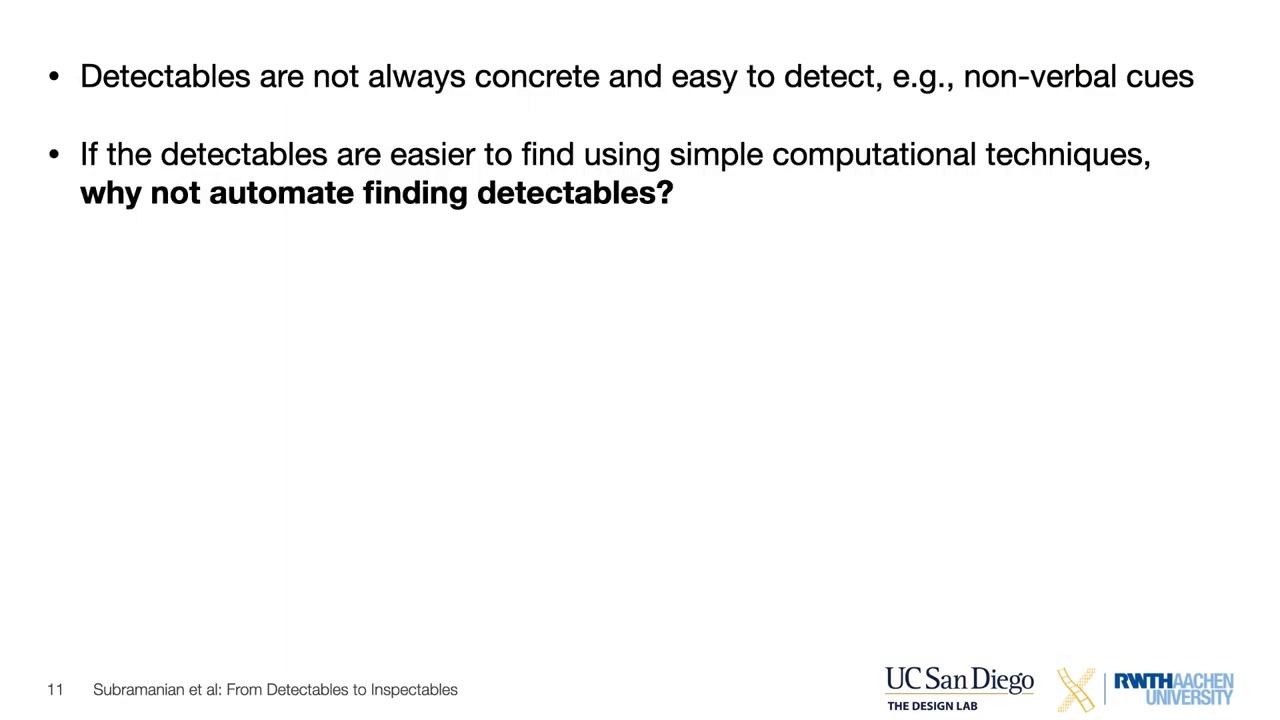 • Detectables are not always concrete and easy to detect, e.g., non-verbal cues
• If the detectables are easier to find using simple computational techniques,
why not automate finding detectables?
11 Subramanian et al: From Detectables to Inspectables
UC San Diego
THE DESIGN LAB
RWTHAACHEN
UNIVERSITY